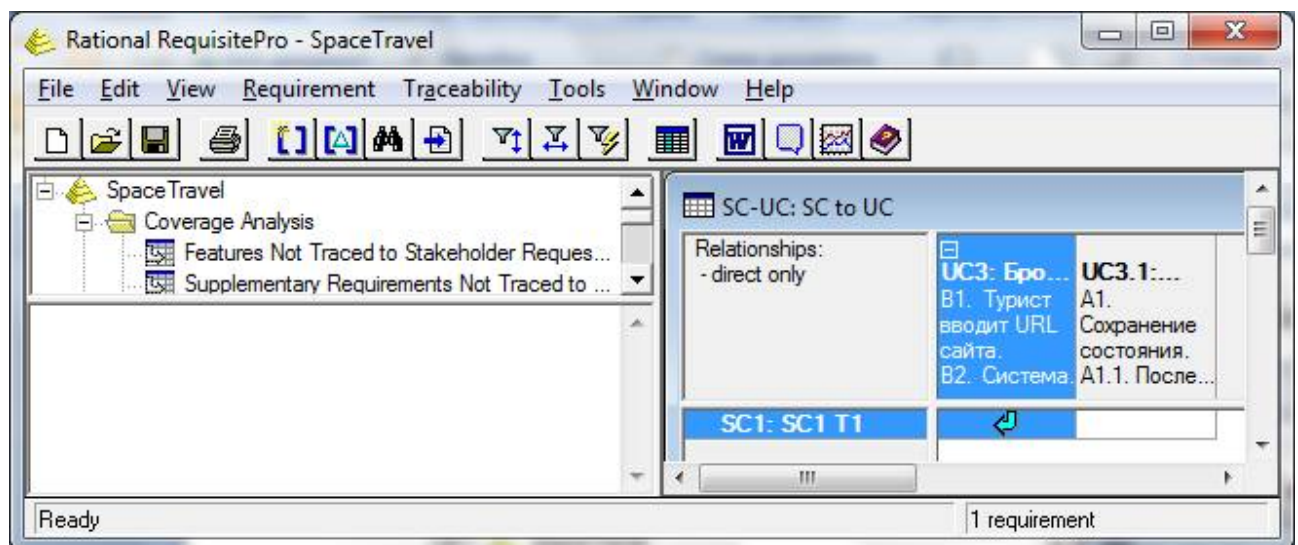 Rational RequisitePro - SpaceTravel
File Edit View Requirement Traceability Tools Window Help
SpaceTravel
Coverage Analysis
Features Not Traced to Stakeholder Reques...
Supplementary Requirements Not Traced to ...
SC-UC: SC to UC
Relationships:
- direct only
UC3: Бро...
B1. Турист
вводит URL
сайта.
B2. Система.
UC3.1:...
A1.
Сохранение
состояния.
A1.1. После...
SC1: SC1 T1
Ready
1 requirement